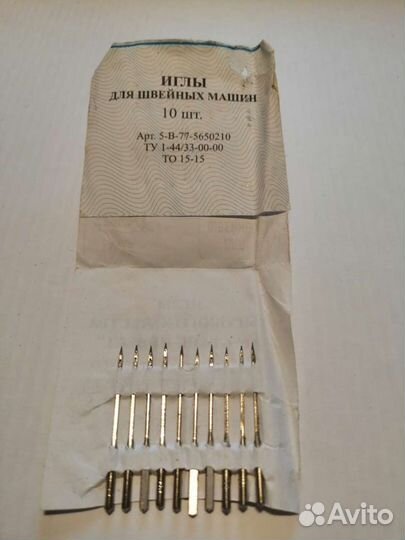 ИГЛЫ
ДЛЯ ШВЕЙНЫХ МАШИН
10 шт.
Арт. 5-В-77-5650210
ТУ 1-44/33-00-00
ТО 15-15
Avito